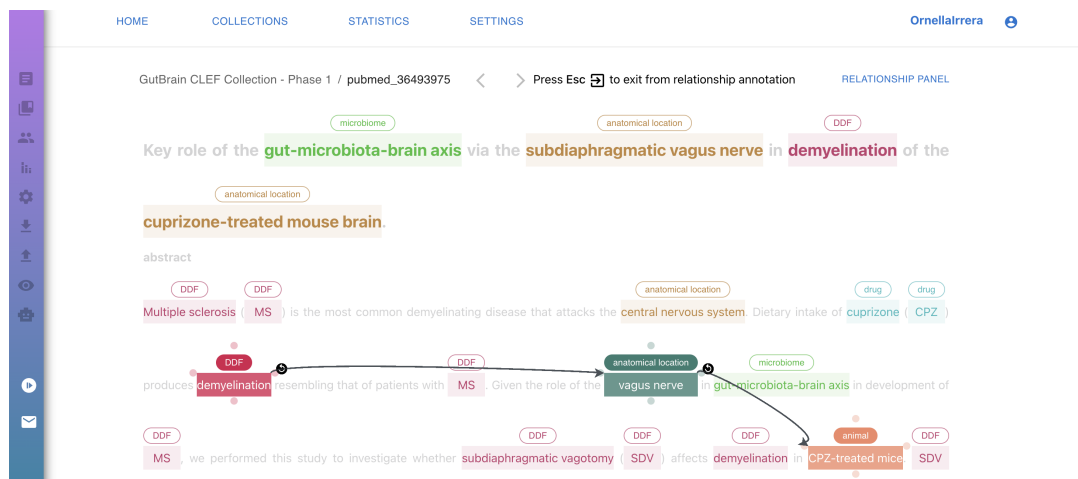 HOME COLLECTIONS STATISTICS SETTINGS OrnellaIrrera
GutBrain CLEF Collection - Phase 1 / pubmed_36493975 Press Esc to exit from relationship annotation RELATIONSHIP PANEL
microbiome anatomical location DDF
Key role of the gut-microbiota-brain axis via the subdiaphragmatic vagus nerve in demyelination of the
anatomical location
cuprizone-treated mouse brain.
abstract
DDF DDF anatomical location drug drug
Multiple sclerosis ( MS ) is the most common demyelinating disease that attacks the central nervous system. Dietary intake of cuprizone ( CPZ )
DDF DDF anatomical location microbiome
produces demyelination resembling that of patients with MS . Given the role of the vagus nerve in gut-microbiota-brain axis in development of
DDF DDF DDF DDF animal DDF
MS , we performed this study to investigate whether subdiaphragmatic vagotomy ( SDV ) affects demyelination in CPZ-treated mice. SDV